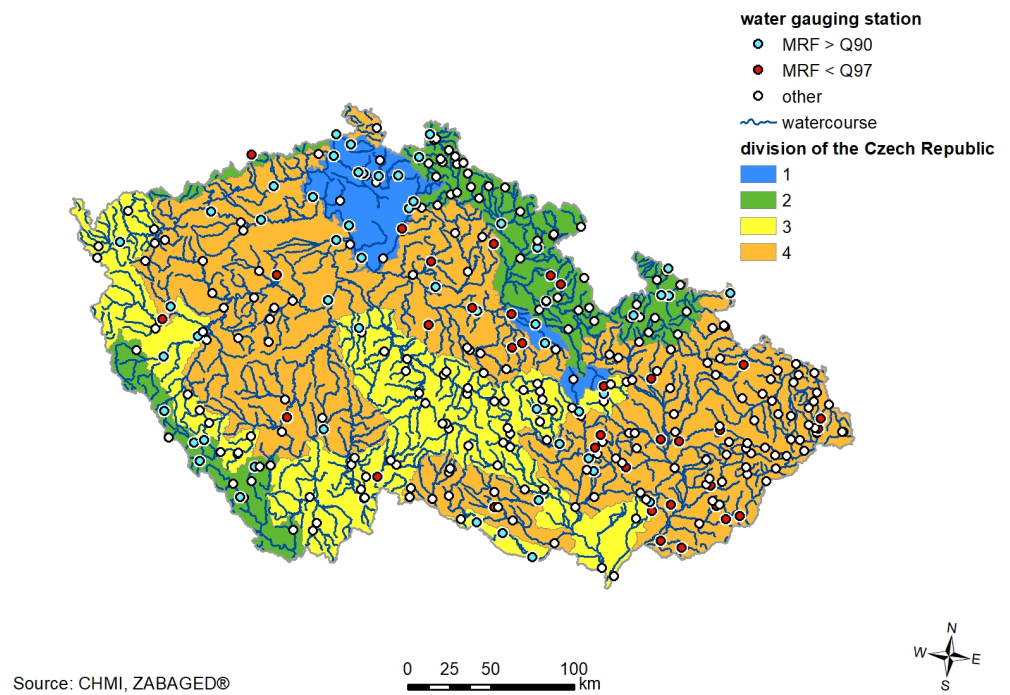 water gauging station
MRF > Q90
MRF < Q97
other
watercourse
division of the Czech Republic
1
2
3
4
N
W E
S
0 25 50 100
km
Source: CHMI, ZABAGED®